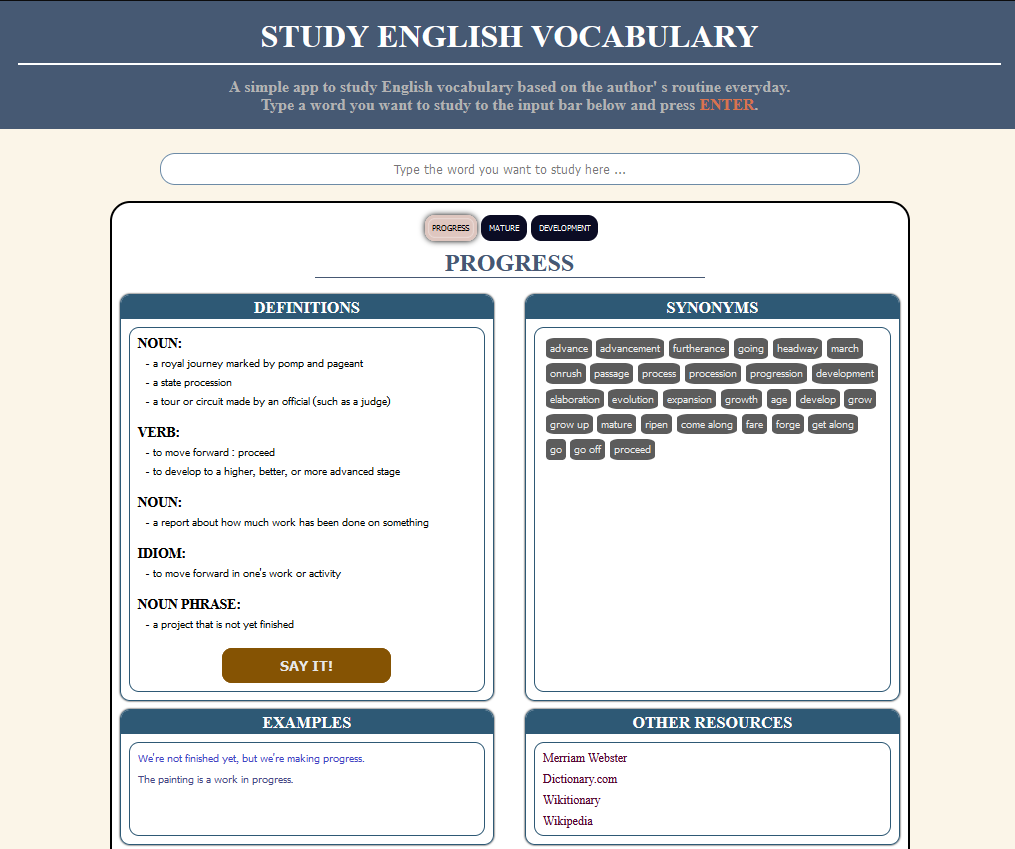 STUDY ENGLISH VOCABULARY
A simple app to study English vocabulary based on the author' s routine everyday.
Type a word you want to study to the input bar below and press ENTER.
Type the word you want to study here ...
PROGRESS MATURE DEVELOPMENT
PROGRESS
DEFINITIONS
NOUN:
- a royal journey marked by pomp and pageant
- a state procession
- a tour or circuit made by an official (such as a judge)
VERB:
- to move forward : proceed
- to develop to a higher, better, or more advanced stage
NOUN:
- a report about how much work has been done on something
IDIOM:
- to move forward in one's work or activity
NOUN PHRASE:
- a project that is not yet finished
SAY IT!
SYNONYMS
advance advancement furtherance going headway march
onrush passage process procession progression development
elaboration evolution expansion growth age develop grow
grow up mature ripen come along fare forge get along
go go off proceed
EXAMPLES
We're not finished yet, but we're making progress.
The painting is a work in progress.
OTHER RESOURCES
Merriam Webster
Dictionary.com
Wikitionary
Wikipedia